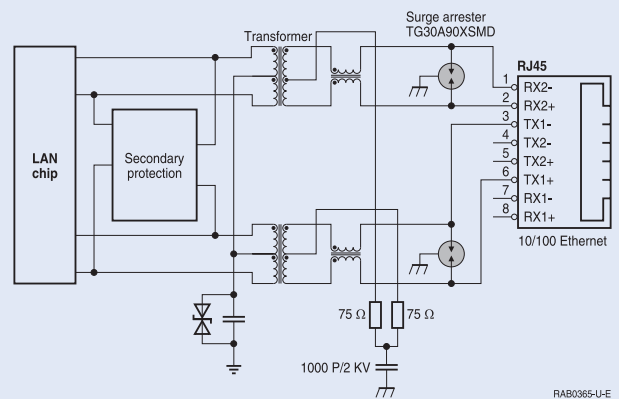 Surge arrester
TG30A90XSMD
Transformer
RJ45
1 RX2-
2 RX2+
3 TX1-
4 TX2-
5 TX2+
6 TX1+
7 RX1-
8 RX1+
10/100 Ethernet
LAN
chip
Secondary
protection
75 Ω 75 Ω
1000 P/2 KV
RAB0365-U-E